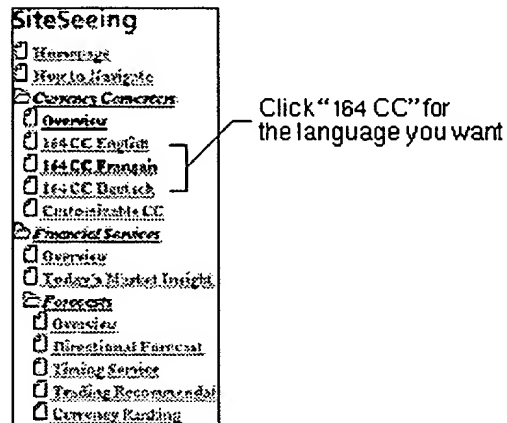 SiteSeeing
Homepage
How to Navigate
Currency Converters
Overview
164 CC English
164 CC Français
164 CC Deutsch
Customizable CC
Financial Services
Overview
Today's Market Insight
Forecasts
Overview
Directional Forecast
Timing Service
Trading Recommendat
Currency Ranking
Click "164 CC" for
the language you want